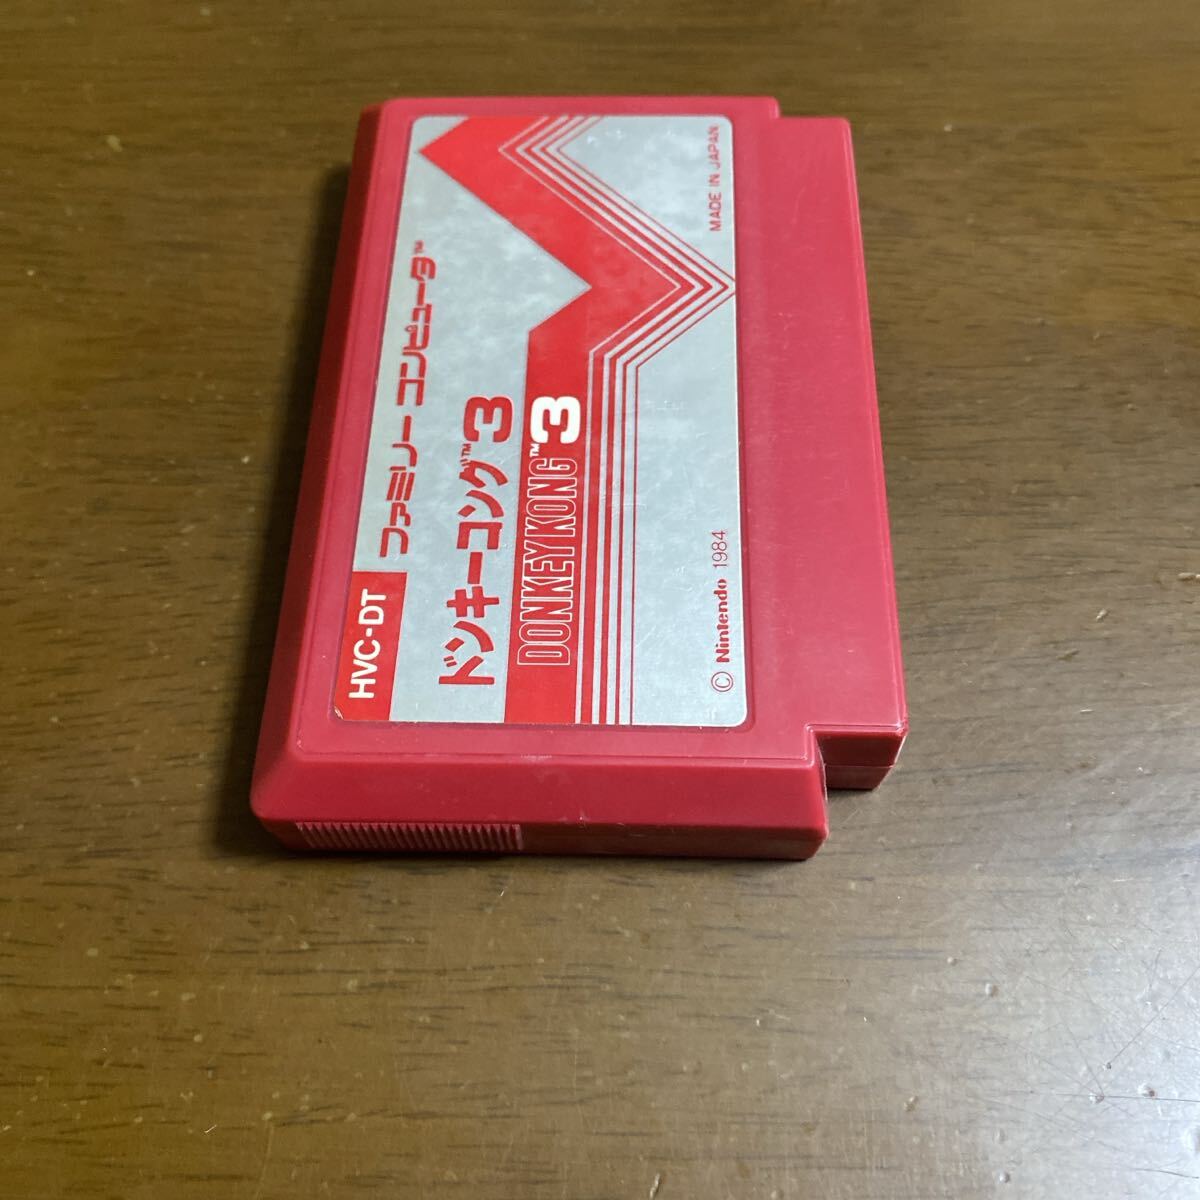 HVC-DT
ファミリー コンピュータ™
ドンキーコング™3
DONKEY KONG™3
© Nintendo 1984
MADE IN JAPAN